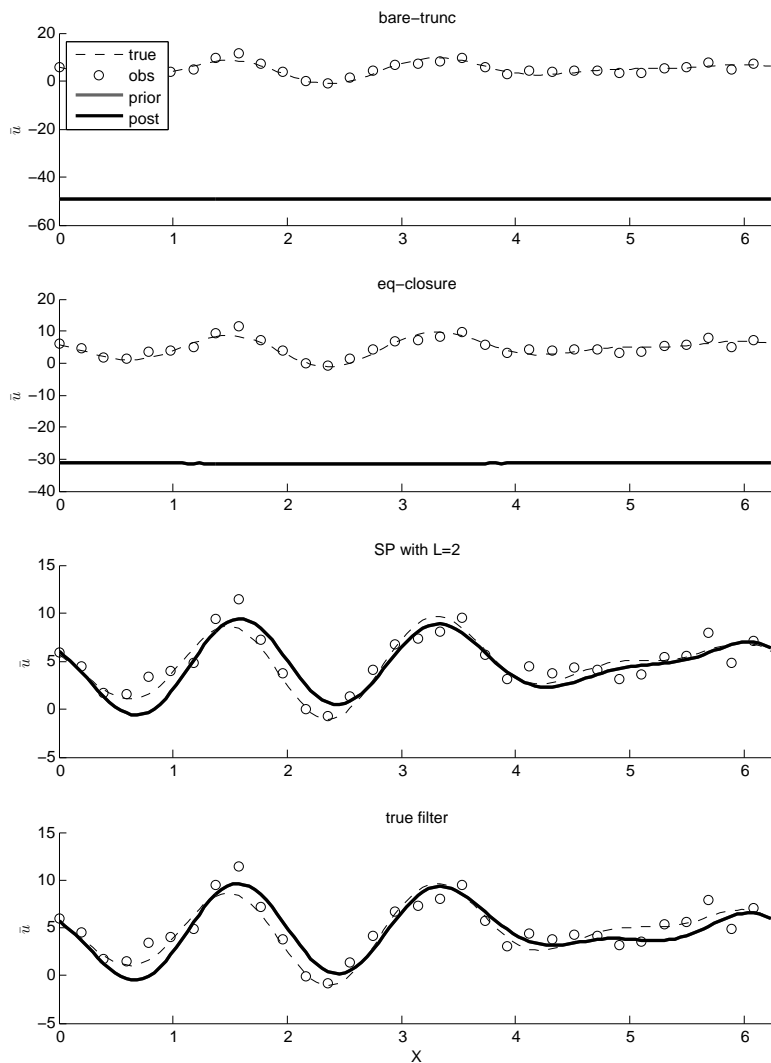 bare−trunc
20
0
−20
−40
−60
ū
true
obs
prior
post
0 1 2 3 4 5 6
eq−closure
20
10
0
−10
−20
−30
−40
ū
0 1 2 3 4 5 6
SP with L=2
15
10
5
0
−5
ū
0 1 2 3 4 5 6
true filter
15
10
5
0
−5
ū
0 1 2 3 4 5 6
X